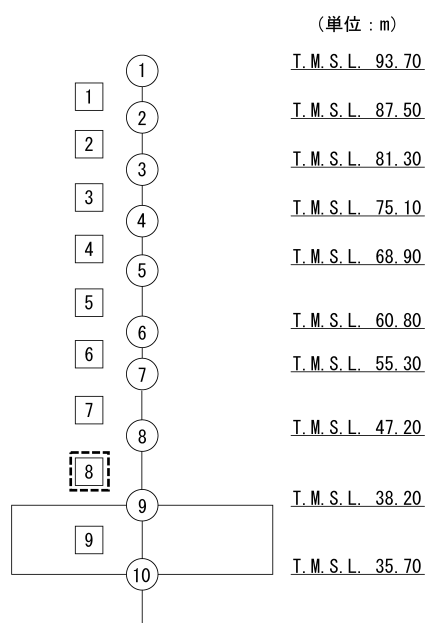 (単位：m)
① T.M.S.L. 93.70
1
② T.M.S.L. 87.50
2
③ T.M.S.L. 81.30
3
④ T.M.S.L. 75.10
4
⑤ T.M.S.L. 68.90
5
⑥ T.M.S.L. 60.80
6
⑦ T.M.S.L. 55.30
7
⑧ T.M.S.L. 47.20
8
⑨ T.M.S.L. 38.20
9
⑩ T.M.S.L. 35.70